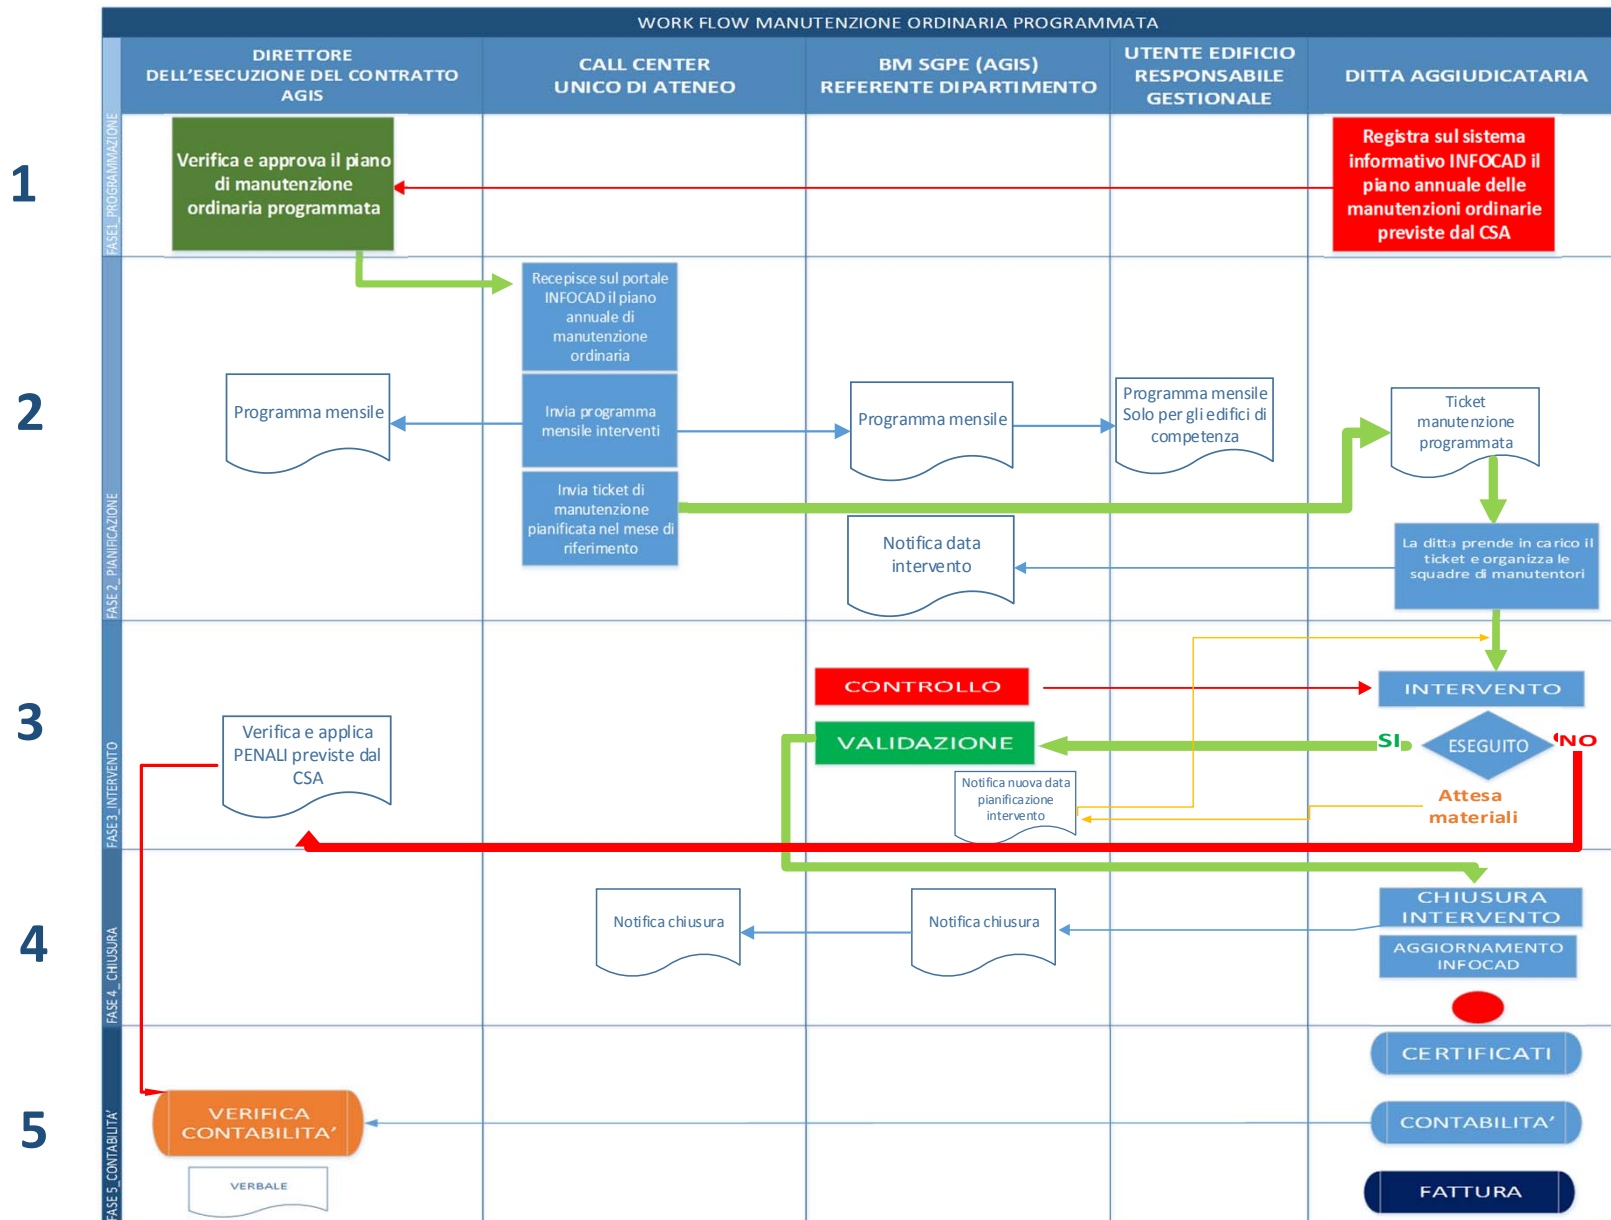 WORK FLOW MANUTENZIONE ORDINARIA PROGRAMMATA
DIRETTORE
DELL'ESECUZIONE DEL CONTRATTO
AGIS
CALL CENTER
UNICO DI ATENEO
BM SGPE (AGIS)
REFERENTE DIPARTIMENTO
UTENTE EDIFICIO
RESPONSABILE
GESTIONALE
DITTA AGGIUDICATARIA
1
FASE1_PROGRAMMAZIONE
Verifica e approva il piano
di manutenzione
ordinaria programmata
Registra sul sistema
informativo INFOCAD il
piano annuale delle
manutenzioni ordinarie
previste dal CSA
2
FASE 2_ PIANIFICAZIONE
Recepisce sul portale
INFOCAD il piano
annuale di
manutenzione
ordinaria
Programma mensile
Invia programma
mensile interventi
Programma mensile
Programma mensile
Solo per gli edifici di
competenza
Ticket
manutenzione
programmata
Invia ticket di
manutenzione
pianificata nel mese di
riferimento
Notifica data
intervento
La ditta prende in carico il
ticket e organizza le
squadre di manutentori
3
FASE 3_INTERVENTO
CONTROLLO
INTERVENTO
Verifica e applica
PENALI previste dal
CSA
VALIDAZIONE
SI
ESEGUITO
NO
Notifica nuova data
pianificazione
intervento
Attesa
materiali
4
FASE 4_ CHIUSURA
Notifica chiusura
Notifica chiusura
CHIUSURA
INTERVENTO
AGGIORNAMENTO
INFOCAD
5
FASE 5_CONTABILITA'
CERTIFICATI
VERIFICA
CONTABILITA'
CONTABILITA'
VERBALE
FATTURA